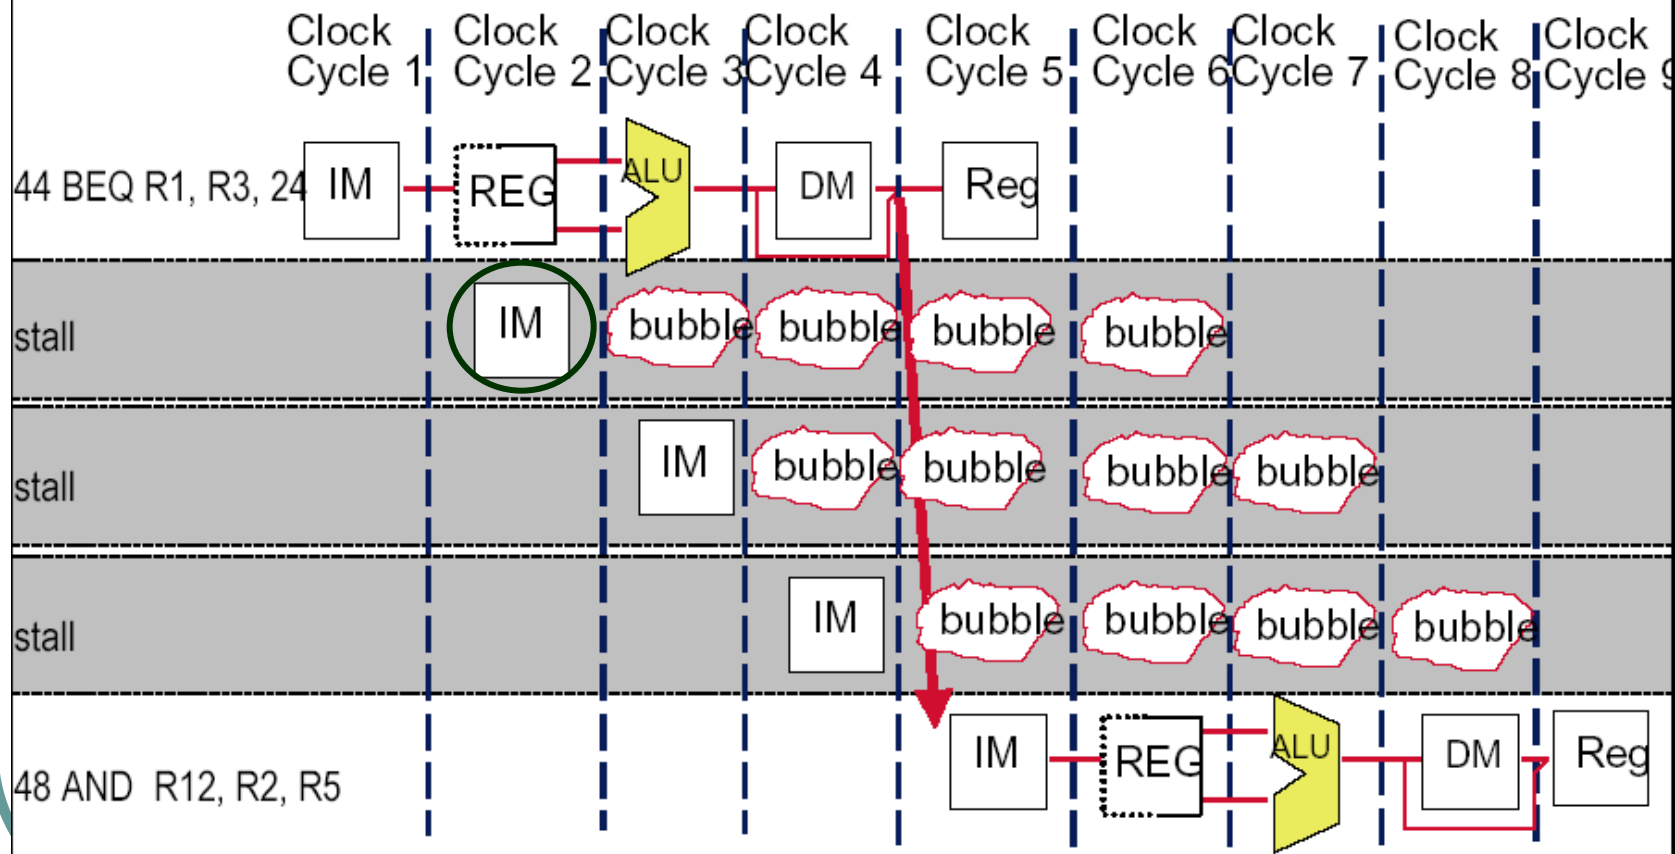 Clock Clock Clock Clock Clock Clock Clock Clock Clock
Cycle 1 Cycle 2 Cycle 3 Cycle 4 Cycle 5 Cycle 6 Cycle 7 Cycle 8 Cycle 9
44 BEQ R1, R3, 24 IM REG ALU DM Reg
stall IM bubble bubble bubble bubble
stall IM bubble bubble bubble bubble
stall IM bubble bubble bubble bubble
48 AND R12, R2, R5 IM REG ALU DM Reg